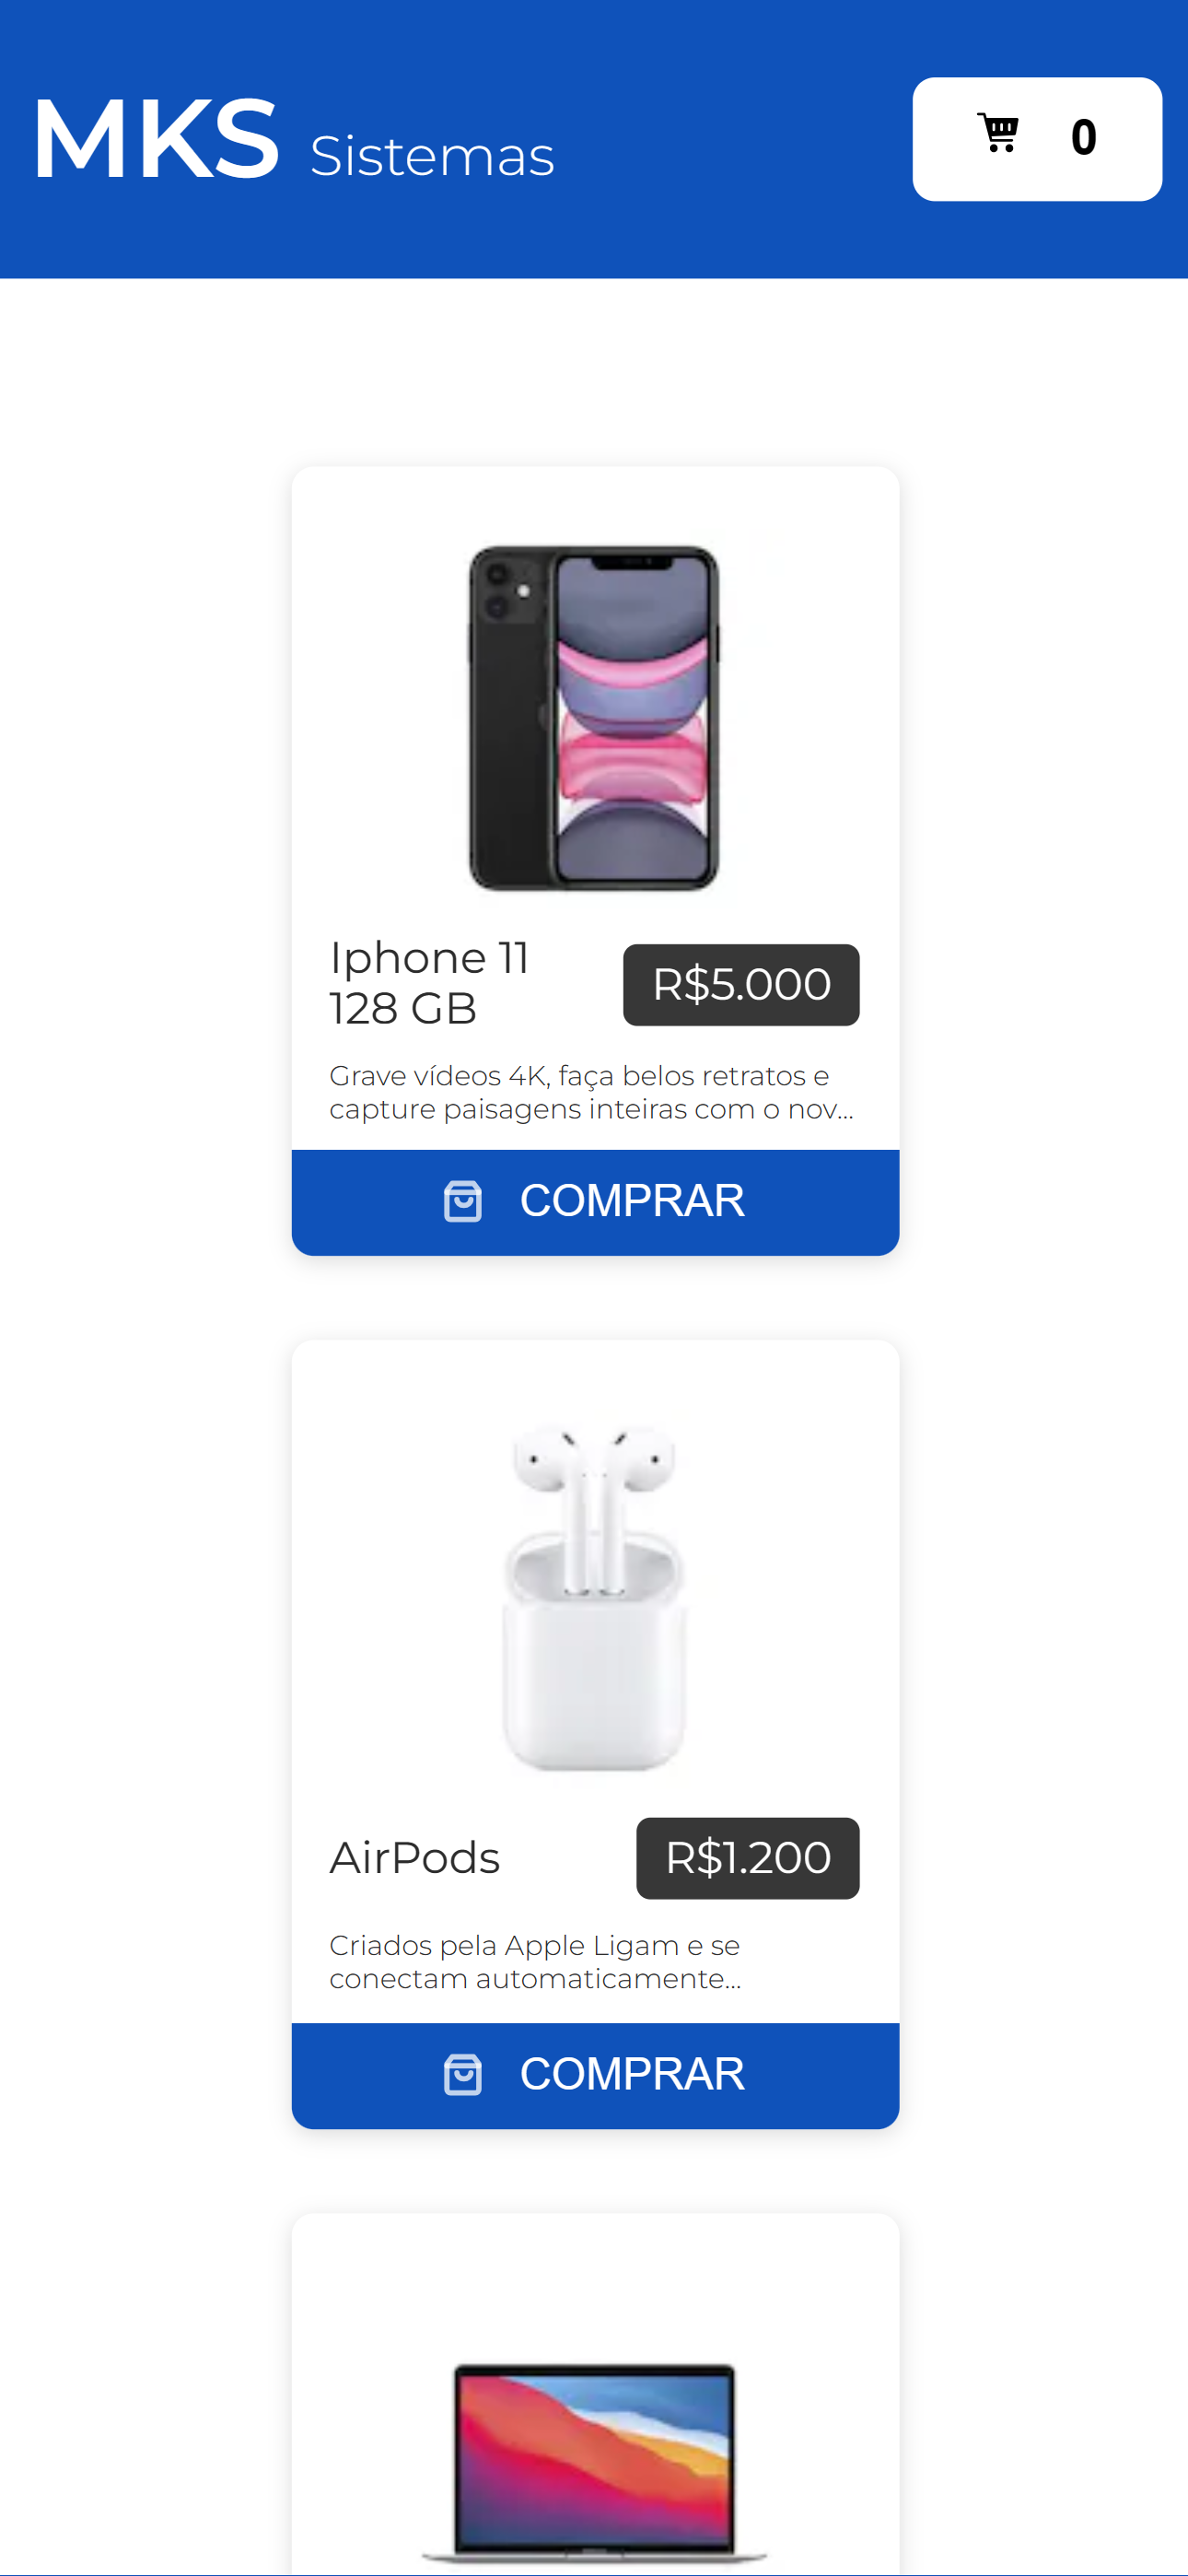 MKS Sistemas
0
Iphone 11
128 GB
R$5.000
Grave vídeos 4K, faça belos retratos e
capture paisagens inteiras com o nov...
COMPRAR
AirPods
R$1.200
Criados pela Apple Ligam e se
conectam automaticamente...
COMPRAR